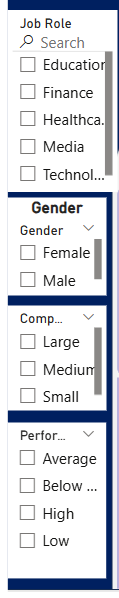 Job Role
Search
Education
Finance
Healthca...
Media
Technol...
Gender
Gender
Female
Male
Comp...
Large
Medium
Small
Perfor...
Average
Below ...
High
Low